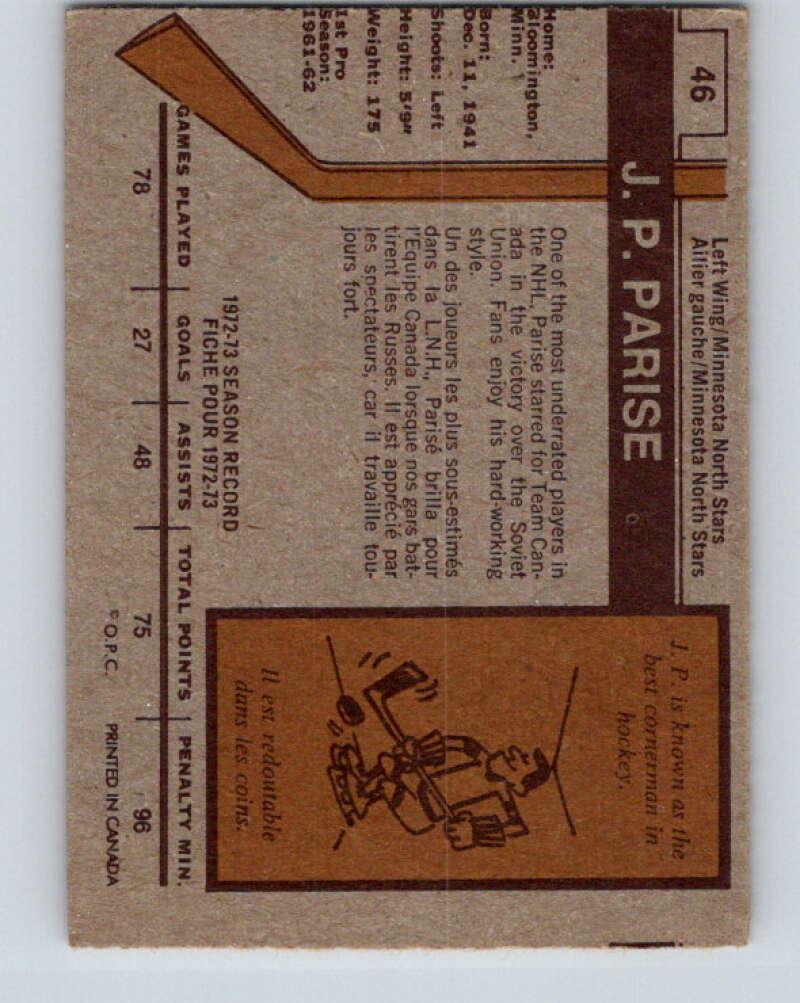 46
Left Wing/Minnesota North Stars
Ailier gauche/Minnesota North Stars
J. P. PARISE
Home:
Bloomington,
Minn.
Born:
Dec. 11, 1941
Shoots: Left
Height: 5'9"
Weight: 175
1st Pro
Season:
1961-62
One of the most underrated players in
the NHL, Parise starred for Team Can-
ada in the victory over the Soviet
Union. Fans enjoy his hard-working
style.
Un des joueurs les plus sous-estimés
dans la L.N.H., Parisé brilla pour
l'Equipe Canada lorsque nos gars bat-
tirent les Russes. Il est apprécié par
les spectateurs, car il travaille tou-
jours fort.
J. P. is known as the
best cornerman in
hockey.
Il est redoutable
dans les coins.
1972-73 SEASON RECORD
FICHE POUR 1972-73
GAMES PLAYED GOALS ASSISTS TOTAL POINTS PENALTY MIN.
78 27 48 75 96
© O.P.C. PRINTED IN CANADA